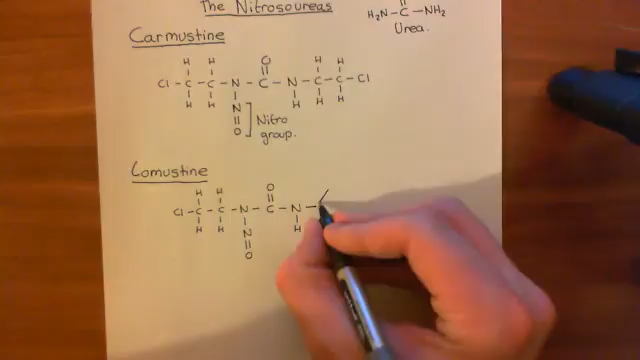 The Nitrosoureas
H₂N-C-NH₂
Urea.
Carmustine
H H O H H
Cl-C-C-N-C-N-C-C-Cl
H H N H H H
O
Nitro
group.
Lomustine
H H O
Cl-C-C-N-C-N-
H H N H
O